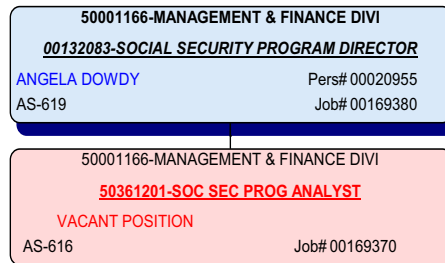 50001166-MANAGEMENT & FINANCE DIVI
00132083-SOCIAL SECURITY PROGRAM DIRECTOR
ANGELA DOWDY Pers# 00020955
AS-619 Job# 00169380
50001166-MANAGEMENT & FINANCE DIVI
50361201-SOC SEC PROG ANALYST
VACANT POSITION
AS-616 Job# 00169370